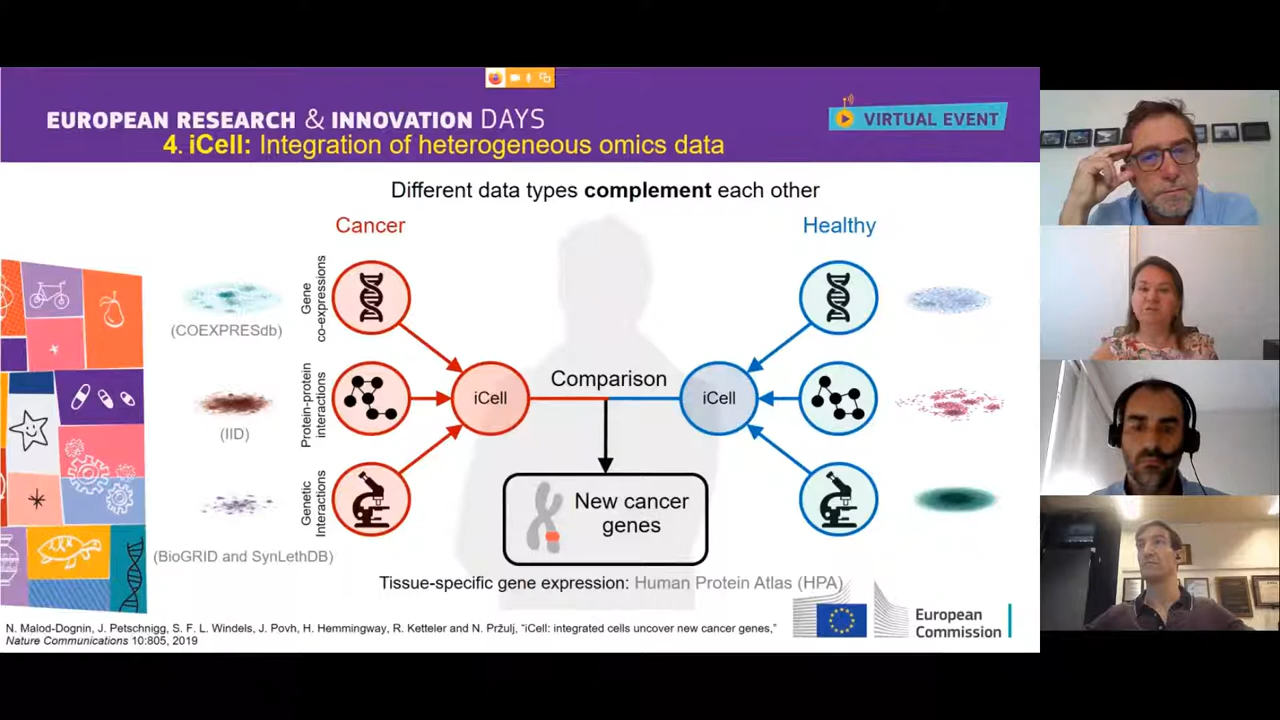 EUROPEAN RESEARCH & INNOVATION DAYS
VIRTUAL EVENT
4. iCell: Integration of heterogeneous omics data
Different data types complement each other
Cancer
Healthy
Gene
co-expressions
(COEXPRESdb)
Protein-protein
interactions
(IID)
iCell
Comparison
iCell
Genetic
Interactions
(BioGRID and SynLethDB)
New cancer
genes
Tissue-specific gene expression: Human Protein Atlas (HPA)
N. Malod-Dognin, J. Petschnigg, S. F. L. Windels, J. Povh, H. Hemmingway, R. Ketteler and N. Pržulj, “iCell: integrated cells uncover new cancer genes,”
Nature Communications 10:805, 2019
European
Commission